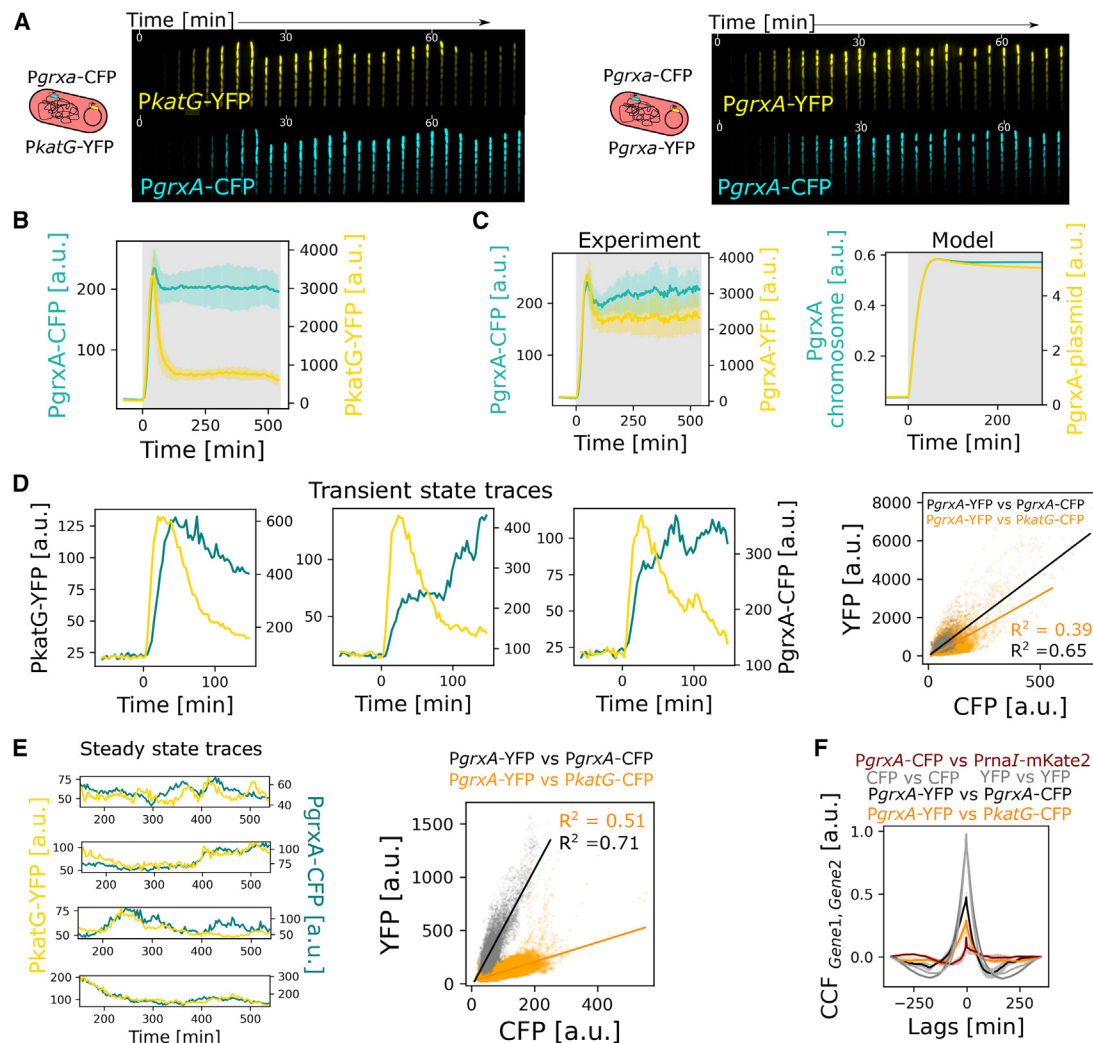 A
Time [min]
0 30 60
Pgrxa-CFP
PkatG-YFP
PkatG-YFP
0 30 60
PgrxA-CFP
Time [min]
0 30 60
Pgrxa-CFP
PgrxA-YFP
Pgrxa-YFP
0 30 60
PgrxA-CFP
B
PgrxA-CFP [a.u.]
200
100
4000
3000
2000
1000
0
PkatG-YFP [a.u.]
0 250 500
Time [min]
C
Experiment
PgrxA-CFP [a.u.]
200
100
4000
3000
2000
1000
0
PgrxA-YFP [a.u.]
0 250 500
Time [min]
Model
PgrxA
chromosome [a.u.]
0.6
0.4
0.2
4
2
0
PgrxA-plasmid [a.u.]
0 200
Time [min]
D
Transient state traces
PkatG-YFP [a.u.]
125
100
75
50
25
600
400
200
0 100
Time [min]
100
50
400
300
200
100
0 100
Time [min]
100
50
300
200
100
0 100
Time [min]
PgrxA-CFP [a.u.]
PgrxA-YFP vs PgrxA-CFP
PgrxA-YFP vs PkatG-CFP
YFP [a.u.]
8000
6000
4000
2000
0
R² = 0.39
R² =0.65
0 500
CFP [a.u.]
E
Steady state traces
PkatG-YFP [a.u.]
PgrxA-CFP [a.u.]
75
50
60
40
200 300 400 500
100
50
100
75
200 300 400 500
75
50
100
50
200 300 400 500
200
100
300
200
200 300 400 500
Time [min]
PgrxA-YFP vs PgrxA-CFP
PgrxA-YFP vs PkatG-CFP
YFP [a.u.]
1500
1000
500
0
R² = 0.51
R² =0.71
0 200 400
CFP [a.u.]
F
PgrxA-CFP vs PrnaI-mKate2
CFP vs CFP YFP vs YFP
PgrxA-YFP vs PgrxA-CFP
PgrxA-YFP vs PkatG-CFP
CCF Gene1,Gene2 [a.u.]
1.0
0.5
0.0
−250 0 250
Lags [min]